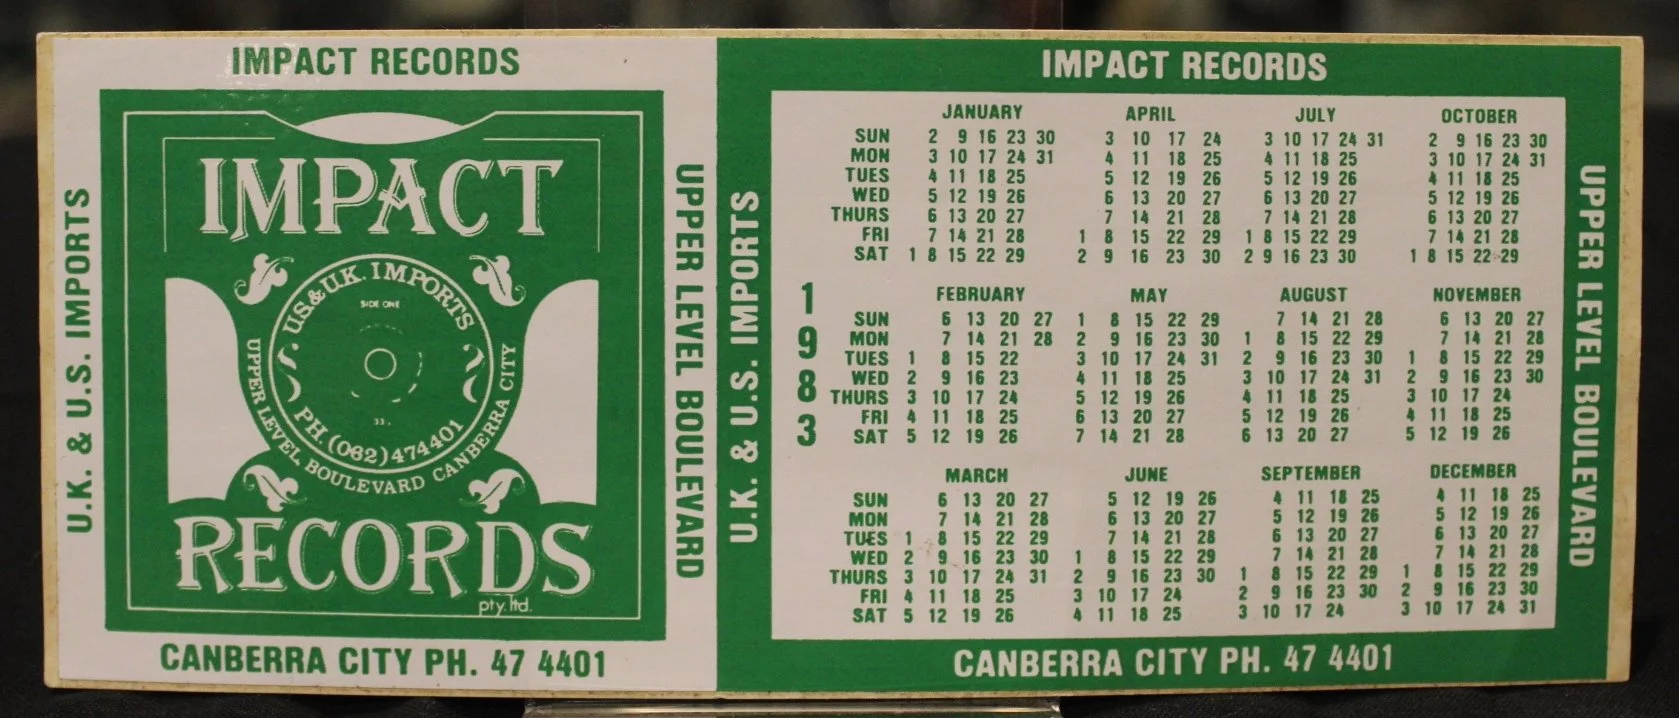 IMPACT RECORDS
U.K. & U.S. IMPORTS
IMPACT
US.&U.K. IMPORTS
SIDE ONE
33.
PH.(062)474401
UPPER LEVEL BOULEVARD CANBERRA CITY
RECORDS
pty. ltd.
UPPER LEVEL BOULEVARD
CANBERRA CITY PH. 47 4401
IMPACT RECORDS
U.K. & U.S. IMPORTS
1983
JANUARY APRIL JULY OCTOBER
SUN 2 9 16 23 30 3 10 17 24 3 10 17 24 31 2 9 16 23 30
MON 3 10 17 24 31 4 11 18 25 4 11 18 25 3 10 17 24 31
TUES 4 11 18 25 5 12 19 26 5 12 19 26 4 11 18 25
WED 5 12 19 26 6 13 20 27 6 13 20 27 5 12 19 26
THURS 6 13 20 27 7 14 21 28 7 14 21 28 6 13 20 27
FRI 7 14 21 28 1 8 15 22 29 1 8 15 22 29 7 14 21 28
SAT 1 8 15 22 29 2 9 16 23 30 2 9 16 23 30 1 8 15 22 29
FEBRUARY MAY AUGUST NOVEMBER
SUN 6 13 20 27 1 8 15 22 29 7 14 21 28 6 13 20 27
MON 7 14 21 28 2 9 16 23 30 1 8 15 22 29 7 14 21 28
TUES 1 8 15 22 3 10 17 24 31 2 9 16 23 30 1 8 15 22 29
WED 2 9 16 23 4 11 18 25 3 10 17 24 31 2 9 16 23 30
THURS 3 10 17 24 5 12 19 26 4 11 18 25 3 10 17 24
FRI 4 11 18 25 6 13 20 27 5 12 19 26 4 11 18 25
SAT 5 12 19 26 7 14 21 28 6 13 20 27 5 12 19 26
MARCH JUNE SEPTEMBER DECEMBER
SUN 6 13 20 27 5 12 19 26 4 11 18 25 4 11 18 25
MON 7 14 21 28 6 13 20 27 5 12 19 26 5 12 19 26
TUES 1 8 15 22 29 7 14 21 28 6 13 20 27 6 13 20 27
WED 2 9 16 23 30 1 8 15 22 29 7 14 21 28 7 14 21 28
THURS 3 10 17 24 31 2 9 16 23 30 1 8 15 22 29 1 8 15 22 29
FRI 4 11 18 25 3 10 17 24 2 9 16 23 30 2 9 16 23 30
SAT 5 12 19 26 4 11 18 25 3 10 17 24 3 10 17 24 31
UPPER LEVEL BOULEVARD
CANBERRA CITY PH. 47 4401